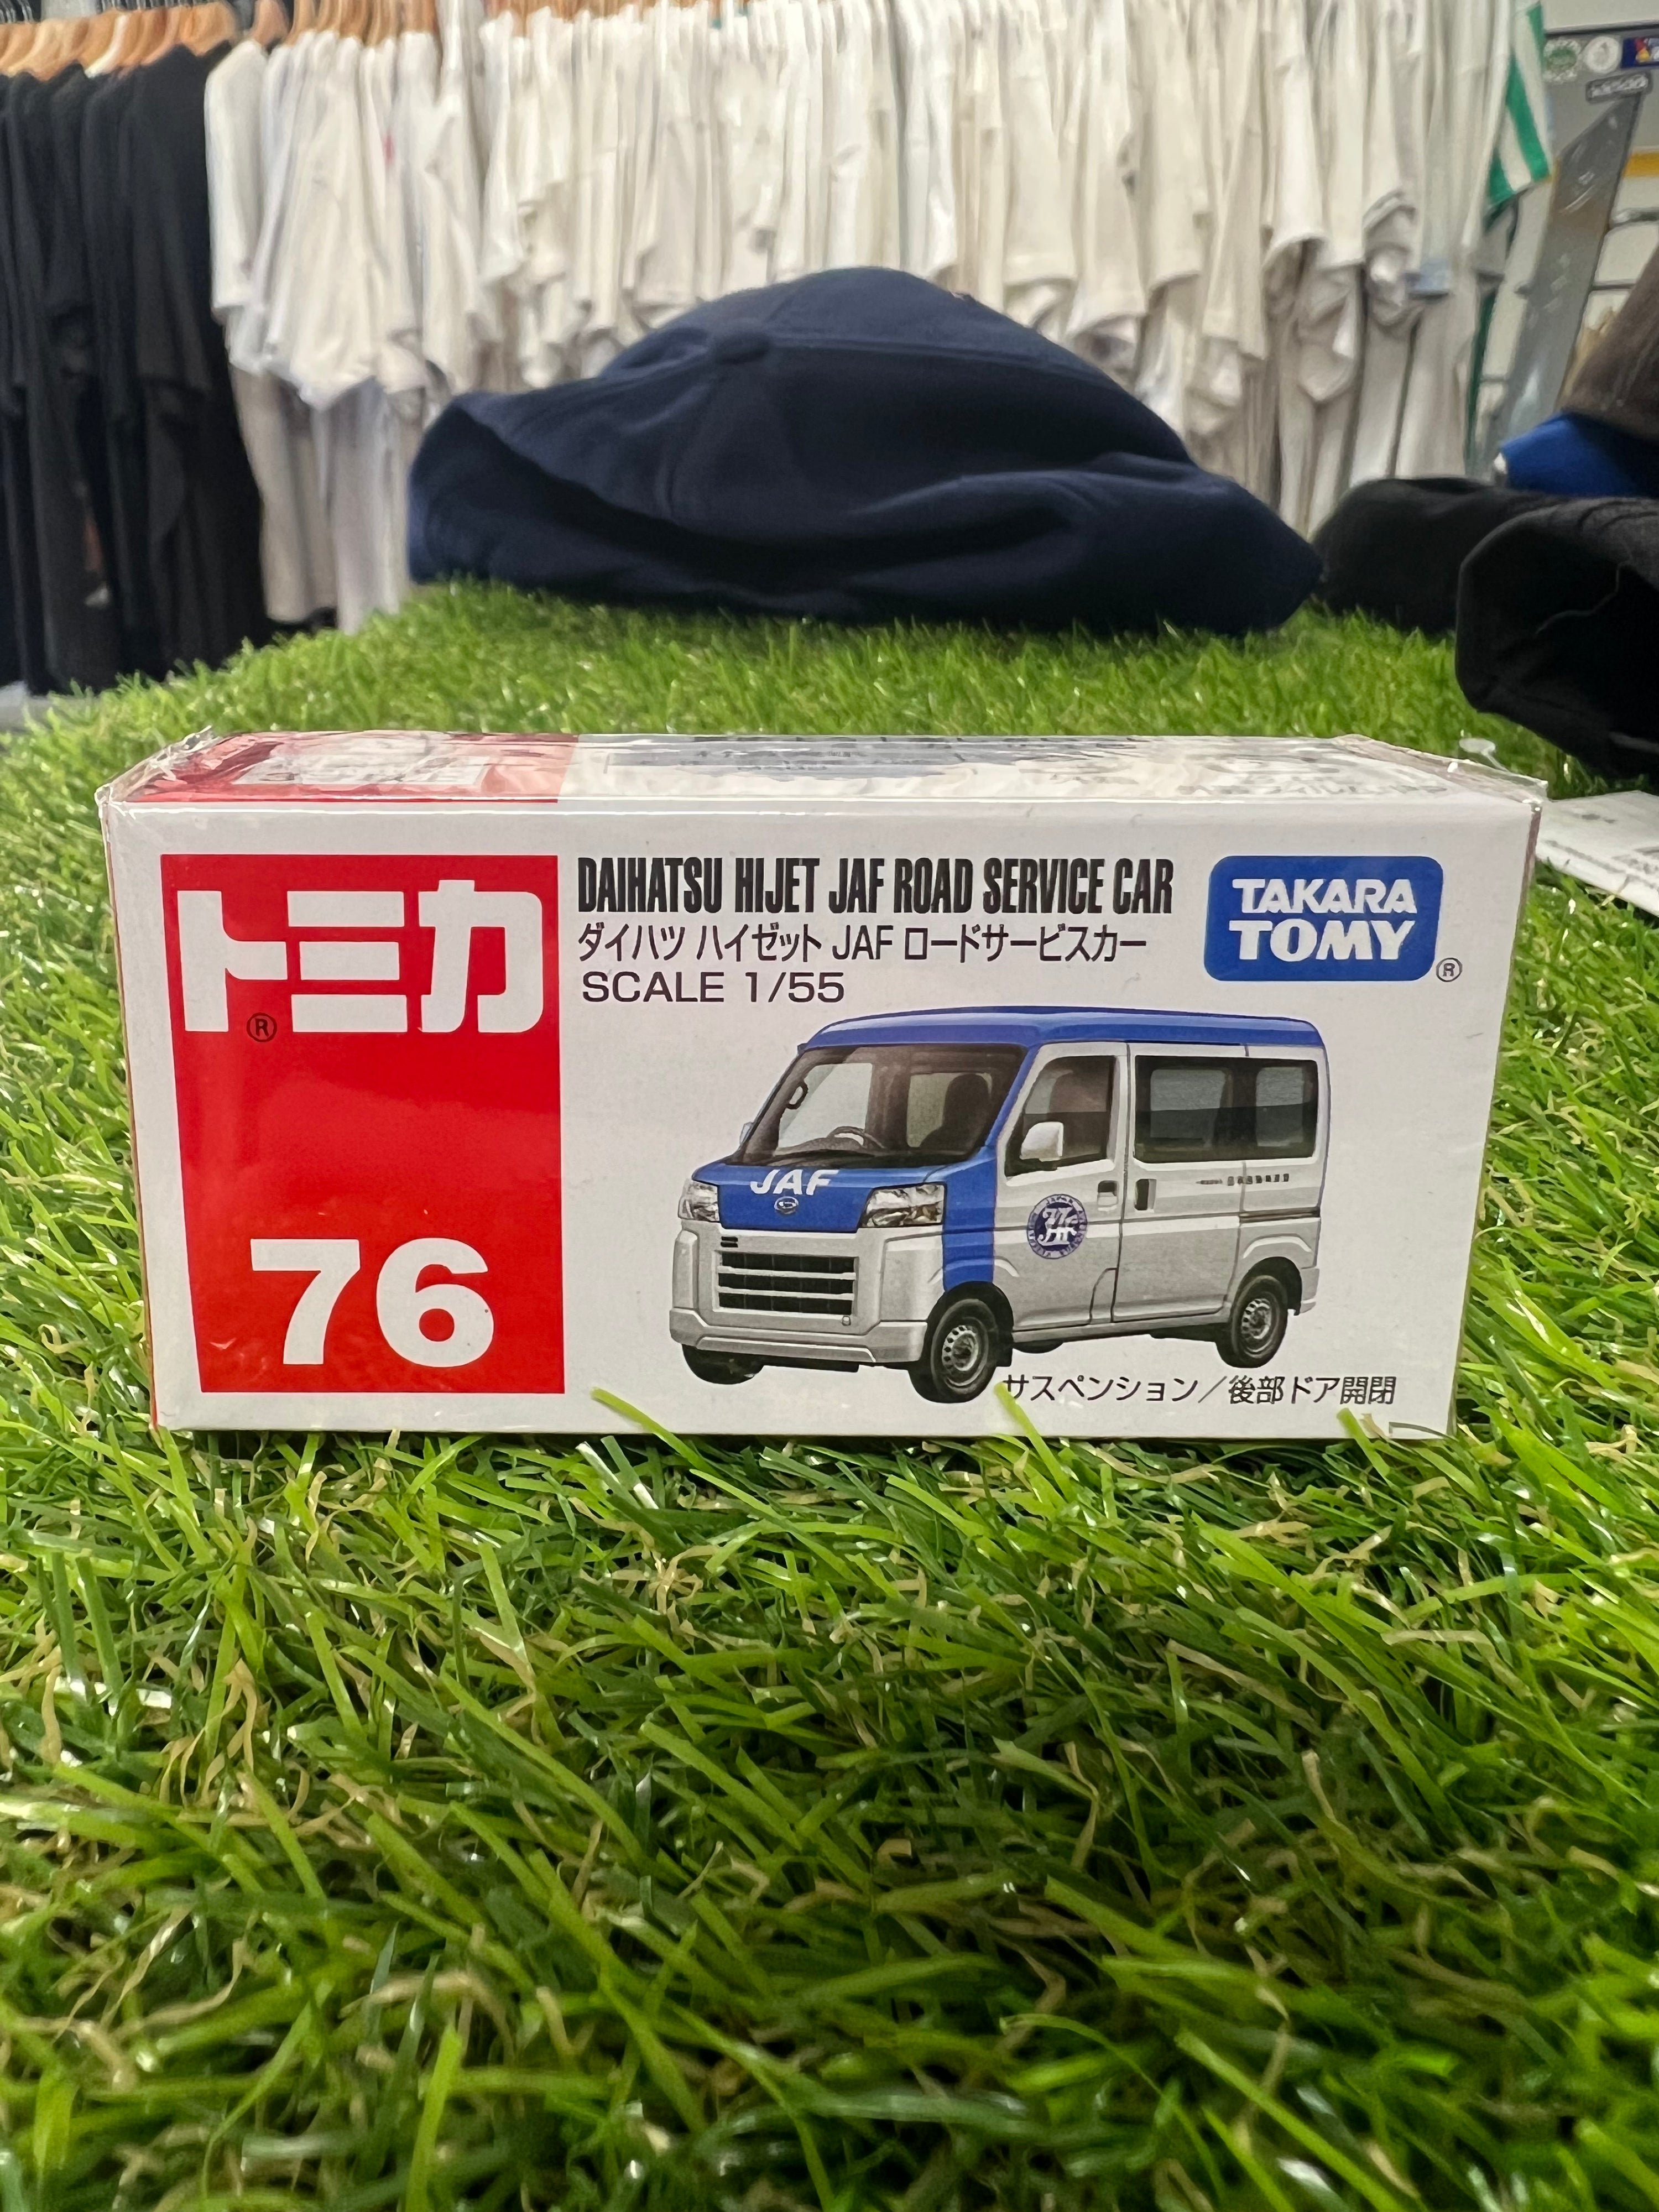 トミカ
®
76
DAIHATSU HIJET JAF ROAD SERVICE CAR
ダイハツ ハイゼット JAF ロードサービスカー
SCALE 1/55
TAKARA
TOMY
®
JAF
サスペンション/後部ドア開閉